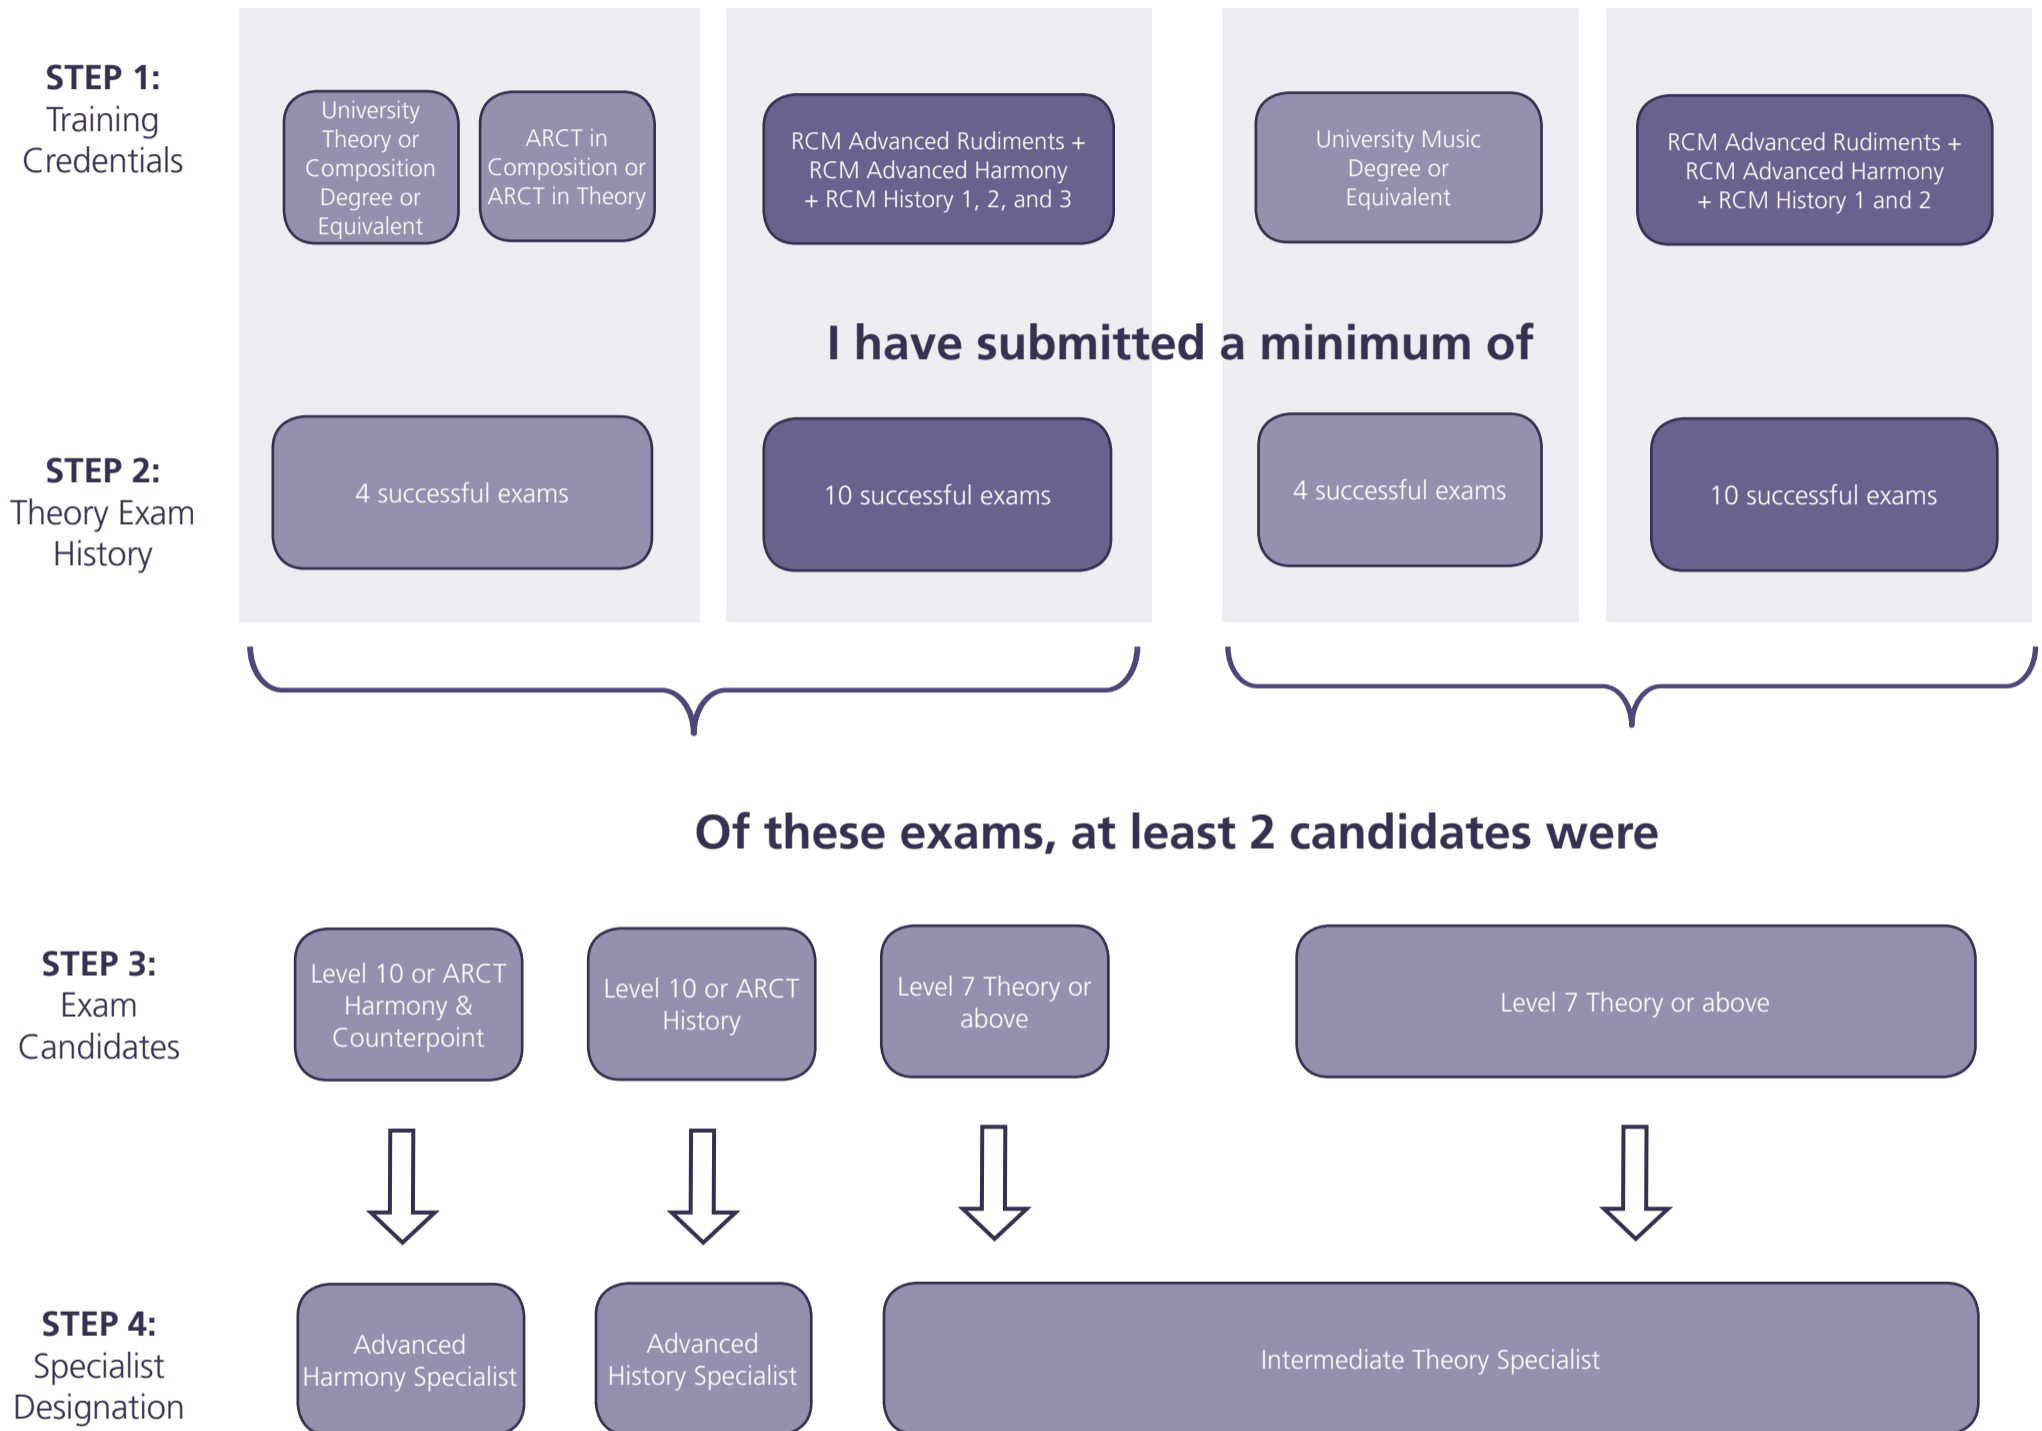 STEP 1:
Training
Credentials
University
Theory or
Composition
Degree or
Equivalent
ARCT in
Composition or
ARCT in Theory
RCM Advanced Rudiments +
RCM Advanced Harmony
+ RCM History 1, 2, and 3
University Music
Degree or
Equivalent
RCM Advanced Rudiments +
RCM Advanced Harmony
+ RCM History 1 and 2
I have submitted a minimum of
STEP 2:
Theory Exam
History
4 successful exams
10 successful exams
4 successful exams
10 successful exams
Of these exams, at least 2 candidates were
STEP 3:
Exam
Candidates
Level 10 or ARCT
Harmony &
Counterpoint
Level 10 or ARCT
History
Level 7 Theory or
above
Level 7 Theory or above
STEP 4:
Specialist
Designation
Advanced
Harmony Specialist
Advanced
History Specialist
Intermediate Theory Specialist